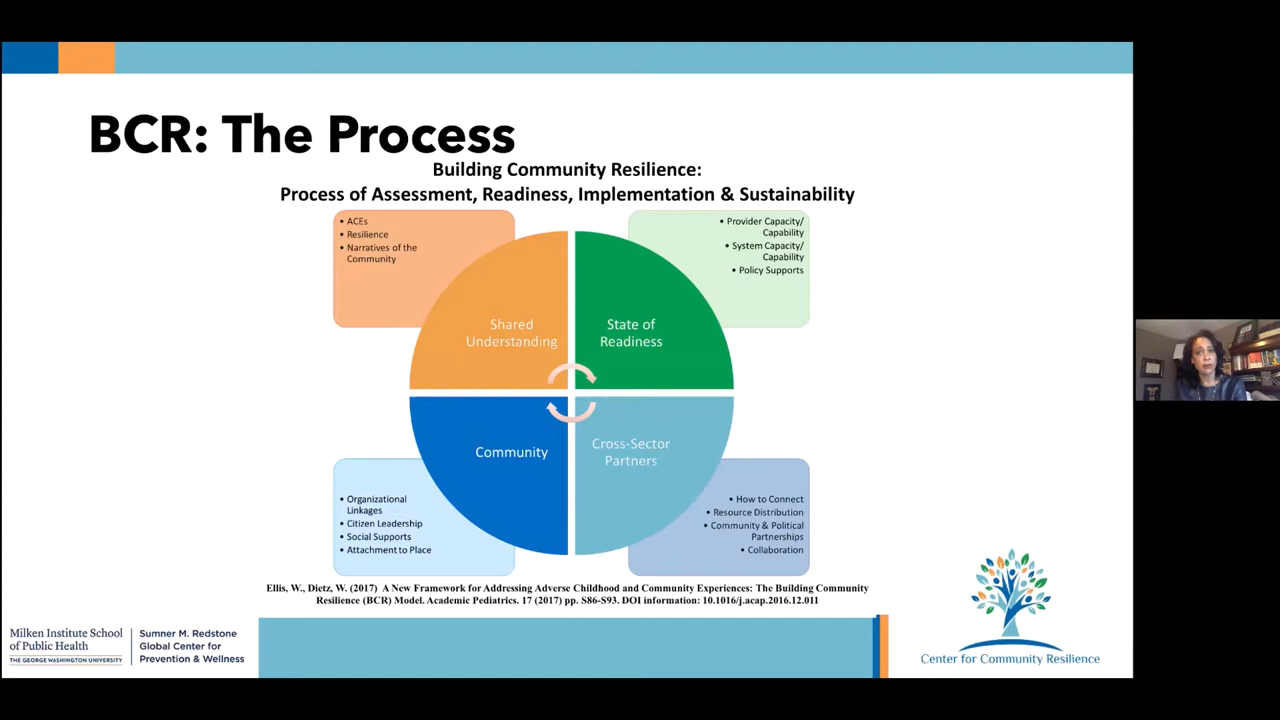 BCR: The Process
Building Community Resilience:
Process of Assessment, Readiness, Implementation & Sustainability
• ACEs
• Resilience
• Narratives of the
Community
• Provider Capacity/
Capability
• System Capacity/
Capability
• Policy Supports
Shared
Understanding
State of
Readiness
Community
Cross-Sector
Partners
• Organizational
Linkages
• Citizen Leadership
• Social Supports
• Attachment to Place
• How to Connect
• Resource Distribution
• Community & Political
Partnerships
• Collaboration
Ellis, W., Dietz, W. (2017) A New Framework for Addressing Adverse Childhood and Community Experiences: The Building Community
Resilience (BCR) Model. Academic Pediatrics. 17 (2017) pp. S86-S93. DOI information: 10.1016/j.acap.2016.12.011
Milken Institute School
of Public Health
THE GEORGE WASHINGTON UNIVERSITY
Sumner M. Redstone
Global Center for
Prevention & Wellness
Center for Community Resilience